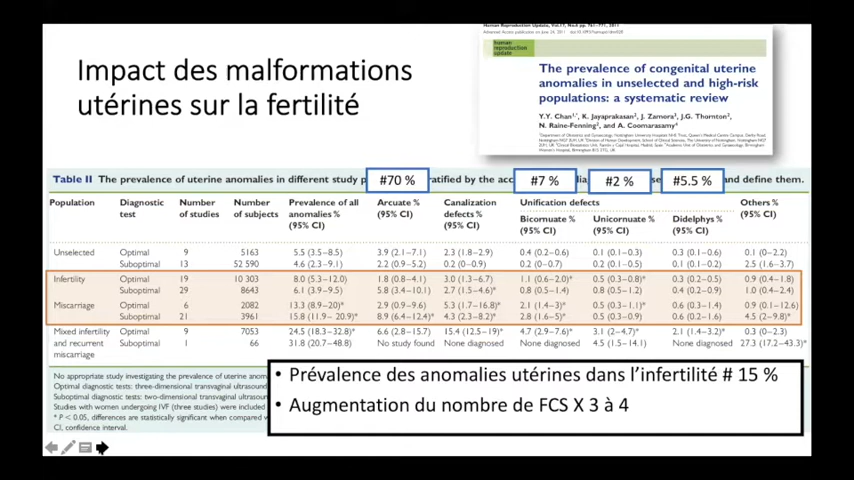 Impact des malformations
utérines sur la fertilité
Human Reproduction Update, Vol.17, No.6 pp. 761–771, 2011
human
reproduction
update
The prevalence of congenital uterine
anomalies in unselected and high-risk
populations: a systematic review
Y.Y. Chan, K. Jayaprakasan, J. Zamora, J.G. Thornton,
N. Raine-Fenning, and A. Coomarasamy
Table II The prevalence of uterine anomalies in different study p #70 % ratified by the acc #7 % #2 % #5.5 % and define them.
Population Diagnostic test Number of studies Number of subjects Prevalence of all anomalies % (95% CI) Arcuate % (95% CI) Canalization defects % (95% CI) Unification defects Others % (95% CI)
Bicornuate % (95% CI) Unicornuate % (95% CI) Didelphys % (95% CI)
Unselected Optimal 9 5163 5.5 (3.5–8.5) 3.9 (2.1–7.1) 2.3 (1.8–2.9) 0.4 (0.2–0.6) 0.1 (0.1–0.3) 0.3 (0.1–0.6) 0.1 (0–2.2)
Suboptimal 13 52 590 4.6 (2.3–9.1) 2.2 (0.9–5.2) 0.2 (0–0.9) 0.2 (0–0.7) 0.2 (0.1–0.5) 0.1 (0.1–0.2) 2.5 (1.6–3.7)
Infertility Optimal 19 10 303 8.0 (5.3–12) 1.8 (0.8–4.1) 3.0 (1.3–6.7) 1.1 (0.6–2.0)* 0.5 (0.3–0.8)* 0.3 (0.2–0.5) 0.9 (0.4–1.8)
Suboptimal 29 8643 6.1 (3.9–9.5) 5.8 (3.4–10.1) 2.7 (1.5–4.6)* 0.8 (0.5–1.4) 0.8 (0.5–1.2) 0.4 (0.2–0.9) 1.0 (0.4–2.4)
Miscarriage Optimal 6 2082 13.3 (8.9–20)* 2.9 (0.9–9.6) 5.3 (1.7–16.8)* 2.1 (1.4–3)* 0.5 (0.3–1.1)* 0.6 (0.3–1.4) 0.9 (0.1–12.6)
Suboptimal 21 3961 15.8 (11.9– 20.9)* 8.9 (6.4–12.4)* 4.3 (2.3–8.2)* 2.8 (1.6–5)* 0.5 (0.3–0.9) 0.6 (0.2–1.6) 4.5 (2–9.8)*
Mixed infertility Optimal 9 7053 24.5 (18.3–32.8)* 6.6 (2.8–15.7) 15.4 (12.5–19)* 4.7 (2.9–7.6)* 3.1 (2–4.7)* 2.1 (1.4–3.2)* 0.3 (0–2.3)
and recurrent Suboptimal 1 66 31.8 (20.7–48.8) No study found None diagnosed None diagnosed 4.5 (1.5–14.1) None diagnosed 27.3 (17.2–43.3)*
miscarriage
No appropriate study investigating the prevalence of uterine anom
Optimal diagnostic tests: three-dimensional transvaginal ultrasound
Suboptimal diagnostic tests: two-dimensional transvaginal ultrasoun
Studies with women undergoing IVF (three studies) were included
* P < 0.05, differences are statistically significant when compared w
CI, confidence interval.
• Prévalence des anomalies utérines dans l’infertilité # 15 %
• Augmentation du nombre de FCS X 3 à 4